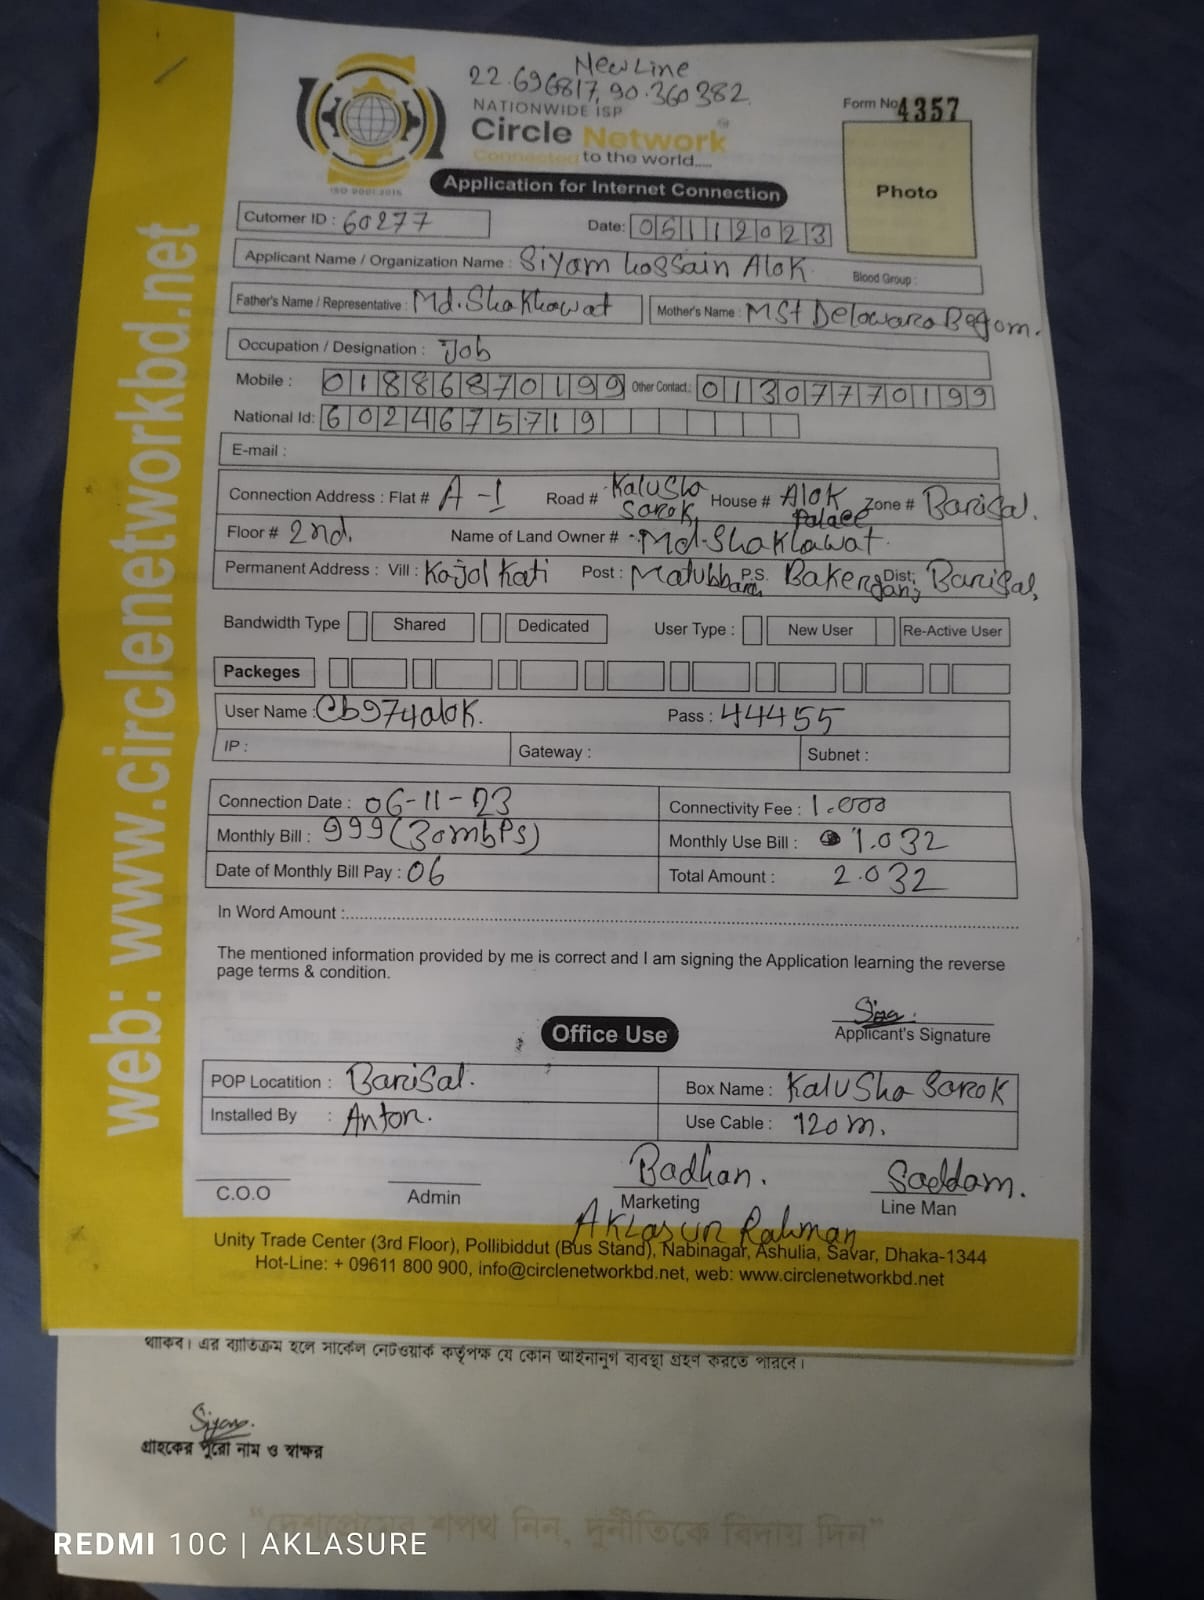 New Line
22.696817, 90.360382
NATIONWIDE ISP
Circle Network
Connected to the world.....
ISO 9001:2015
Form No 4357
Photo
Application for Internet Connection
Cutomer ID : 60277 Date: 05112023
Applicant Name / Organization Name : Siyam Hossain Alok Blood Group :
Father's Name / Representative : Md. Shakhawat Mother's Name : MSt Delowara Begom.
Occupation / Designation : Job
Mobile : 01886870199 Other Contact : 01307770199
National Id: 6024675719
E-mail :
Connection Address : Flat # A-1 Road # Kalusha Sarok, House # Alok Palace Zone # Barisal.
Floor # 2nd. Name of Land Owner # Md-Shaklawat
Permanent Address : Vill : Kajol Kati Post : P.S. Bakerganj Dist: Barisal,
Bandwidth Type Shared Dedicated User Type : New User Re-Active User
Packeges
User Name : Cb974alok. Pass : 44455
IP : Gateway : Subnet :
Connection Date : 06-11-23 Connectivity Fee : 1.000
Monthly Bill : 999 (30mbps) Monthly Use Bill : 1.032
Date of Monthly Bill Pay : 06 Total Amount : 2.032
In Word Amount :
The mentioned information provided by me is correct and I am signing the Application learning the reverse
page terms & condition.
Applicant's Signature
Office Use
POP Locatition : Barisal. Box Name : Kalusha Sarok
Installed By : Anton. Use Cable : 120m.
Badhan. Saddam.
C.O.O Admin Marketing Line Man
Aklasur Rahman
Unity Trade Center (3rd Floor), Pollibiddut (Bus Stand), Nabinagar, Ashulia, Savar, Dhaka-1344
Hot-Line: + 09611 800 900, info@circlenetworkbd.net, web: www.circlenetworkbd.net
web: www.circlenetworkbd.net
থাকিব। এর ব্যতিক্রম হলে সার্কেল নেটওয়ার্ক কর্তৃপক্ষ যে কোন আইনানুগ ব্যবস্থা গ্রহণ করতে পারবে।
Siyam.
গ্রাহকের পুরো নাম ও স্বাক্ষর
"দেশপ্রেমের শপথ নিন, দুর্নীতিকে বিদায় দিন"
REDMI 10C | AKLASURE